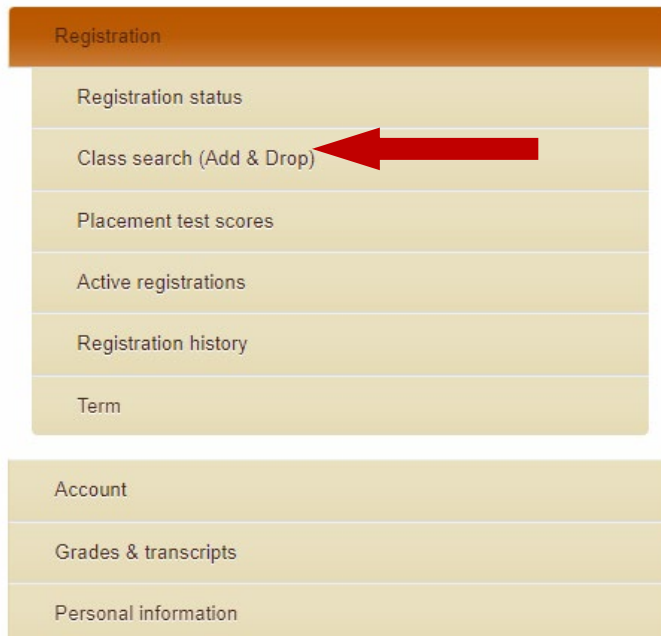 Registration
Registration status
Class search (Add & Drop)
Placement test scores
Active registrations
Registration history
Term
Account
Grades & transcripts
Personal information